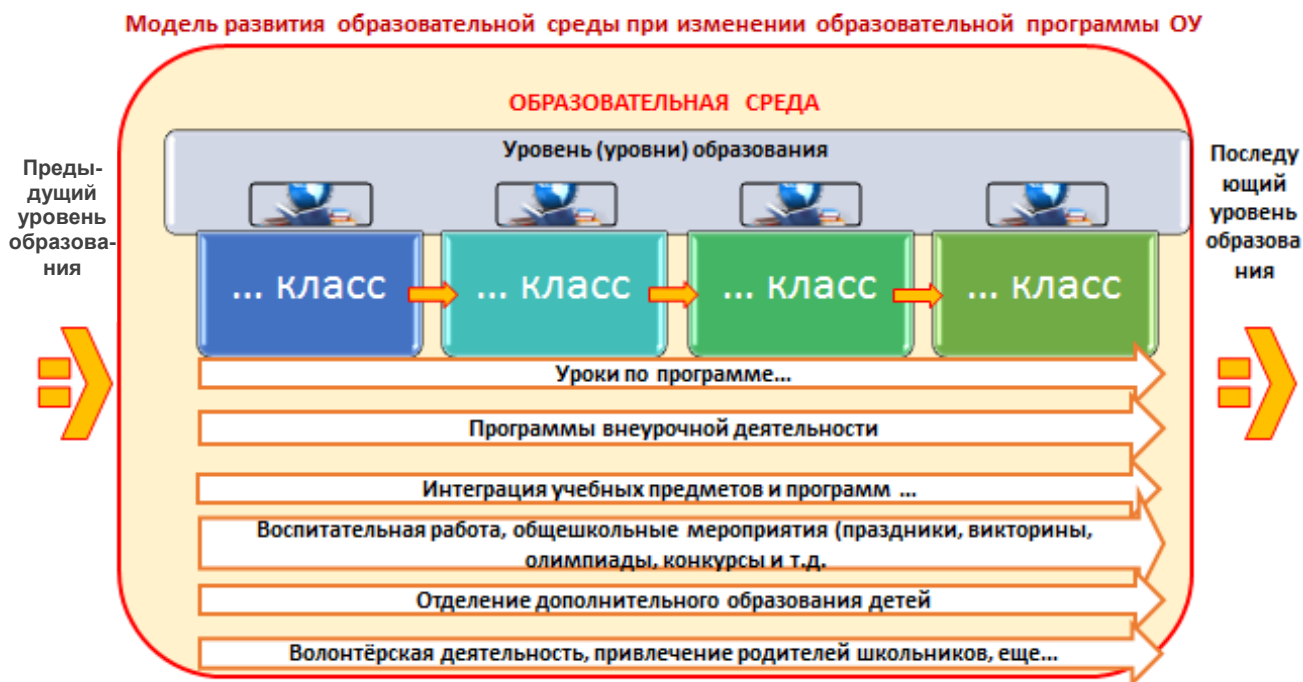 Модель развития образовательной среды при изменении образовательной программы ОУ
ОБРАЗОВАТЕЛЬНАЯ СРЕДА
Уровень (уровни) образования
Преды-
дущий
уровень
образова-
ния
Последу
ющий
уровень
образова
ния
... класс
... класс
... класс
... класс
Уроки по программе...
Программы внеурочной деятельности
Интеграция учебных предметов и программ ...
Воспитательная работа, общешкольные мероприятия (праздники, викторины,
олимпиады, конкурсы и т.д.
Отделение дополнительного образования детей
Волонтёрская деятельность, привлечение родителей школьников, еще...